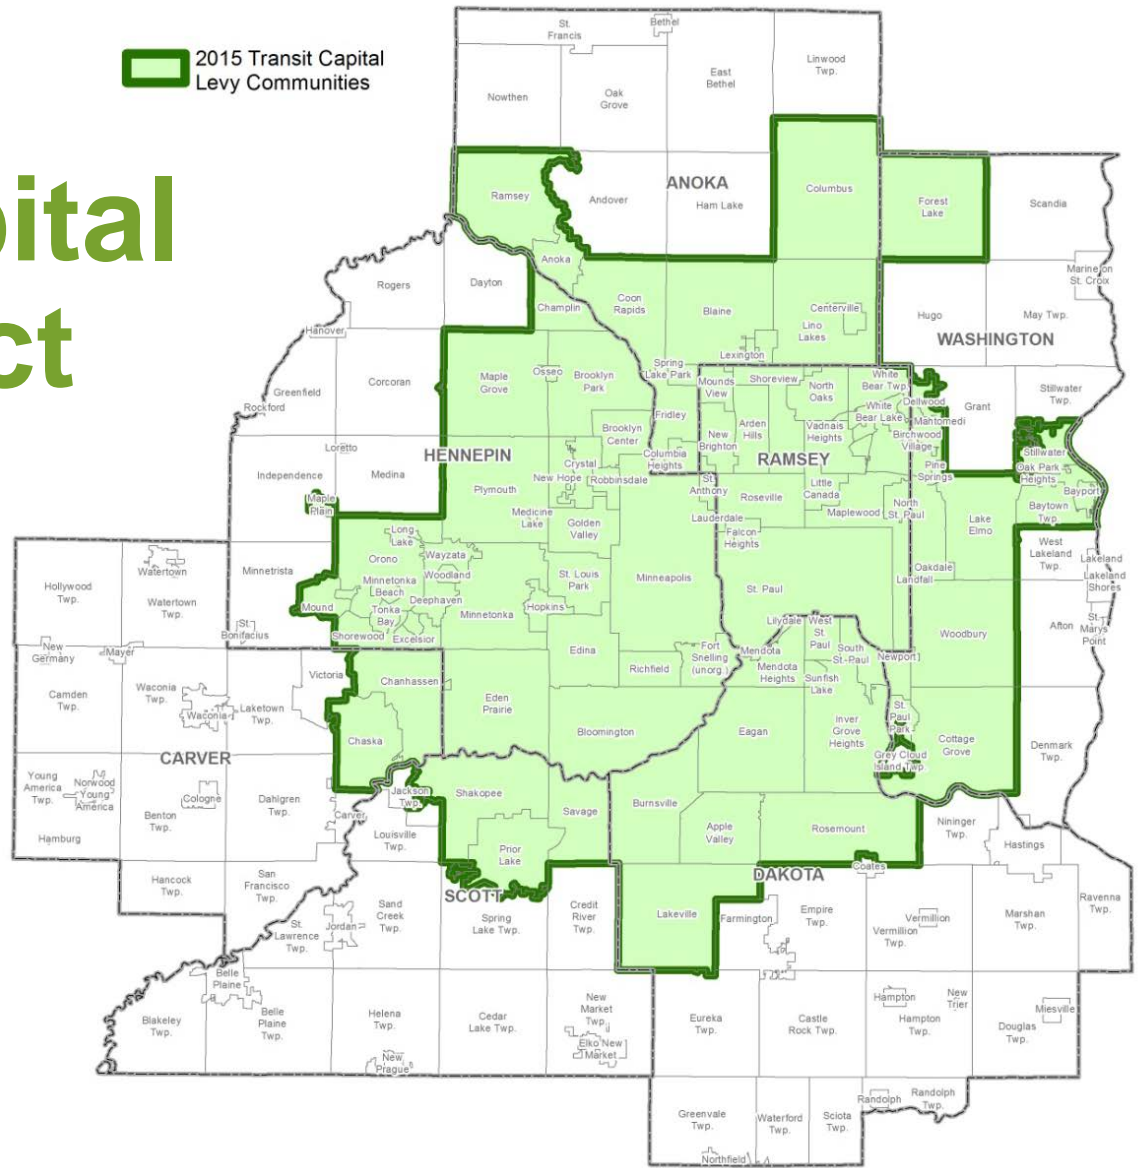 2015 Transit Capital
Levy Communities
pital
ct
St.
Francis
Bethel
Linwood
Twp.
East
Bethel
Nowthen
Oak
Grove
ANOKA
Ramsey
Andover
Ham Lake
Columbus
Forest
Lake
Scandia
Anoka
Marine on
St. Croix
Rogers
Dayton
Champlin
Coon
Rapids
Blaine
Centerville
Lino
Lakes
Hugo
May Twp.
WASHINGTON
Hanover
Lexington
Spring
Lake Park
Greenfield
Corcoran
Maple
Grove
Osseo
Brooklyn
Park
Mounds
View
Shoreview
North
Oaks
White
Bear Twp.
Stillwater
Twp.
Rockford
Fridley
White
Bear Lake
Dellwood
Grant
Mahtomedi
Brooklyn
Center
New
Brighton
Arden
Hills
Vadnais
Heights
Birchwood
Village
Loretto
HENNEPIN
Columbia
Heights
RAMSEY
Stillwater
Independence
Medina
Plymouth
Crystal
New Hope
Robbinsdale
St.
Anthony
Roseville
Little
Canada
Pine
Springs
Oak Park
Heights
Bayport
Maple
Plain
Medicine
Lake
Golden
Valley
Lauderdale
Falcon
Heights
Maplewood
North
St. Paul
Lake
Elmo
Baytown
Twp.
Long
Lake
Orono
Wayzata
Woodland
West
Lakeland
Twp.
Lakeland
Lakeland
Shores
Hollywood
Twp.
Watertown
Watertown
Twp.
Minnetrista
Minnetonka
Beach
Deephaven
St. Louis
Park
Minneapolis
St. Paul
Oakdale
Landfall
Mound
Tonka
Bay
Minnetonka
Hopkins
St.
Bonifacius
Shorewood
Excelsior
Lilydale
West
St.
Paul
South
St. Paul
Woodbury
Afton
St.
Marys
Point
New
Germany
Mayer
Victoria
Chanhassen
Edina
Richfield
Fort
Snelling
(unorg.)
Mendota
Mendota
Heights
Sunfish
Lake
Newport
Camden
Twp.
Waconia
Twp.
Waconia
Laketown
Twp.
Eden
Prairie
Bloomington
Eagan
Inver
Grove
Heights
St.
Paul
Park
Cottage
Grove
Denmark
Twp.
CARVER
Chaska
Grey Cloud
Island Twp.
Young
America
Twp.
Norwood
Young
America
Cologne
Benton
Twp.
Dahlgren
Twp.
Carver
Jackson
Twp.
Shakopee
Savage
Burnsville
Hamburg
Louisville
Twp.
Prior
Lake
Apple
Valley
Rosemount
Nininger
Twp.
Hastings
Hancock
Twp.
San
Francisco
Twp.
SCOTT
DAKOTA
Coates
St.
Lawrence
Twp.
Jordan
Sand
Creek
Twp.
Spring
Lake Twp.
Credit
River
Twp.
Lakeville
Farmington
Empire
Twp.
Vermillion
Vermillion
Twp.
Marshan
Twp.
Ravenna
Twp.
Belle
Plaine
Blakeley
Twp.
Belle
Plaine
Twp.
Helena
Twp.
Cedar
Lake Twp.
New
Market
Twp.
Elko New
Market
Eureka
Twp.
Castle
Rock Twp.
Hampton
Hampton
Twp.
New
Trier
Douglas
Twp.
Miesville
New
Prague
Greenvale
Twp.
Waterford
Twp.
Sciota
Twp.
Randolph
Randolph
Twp.
Northfield